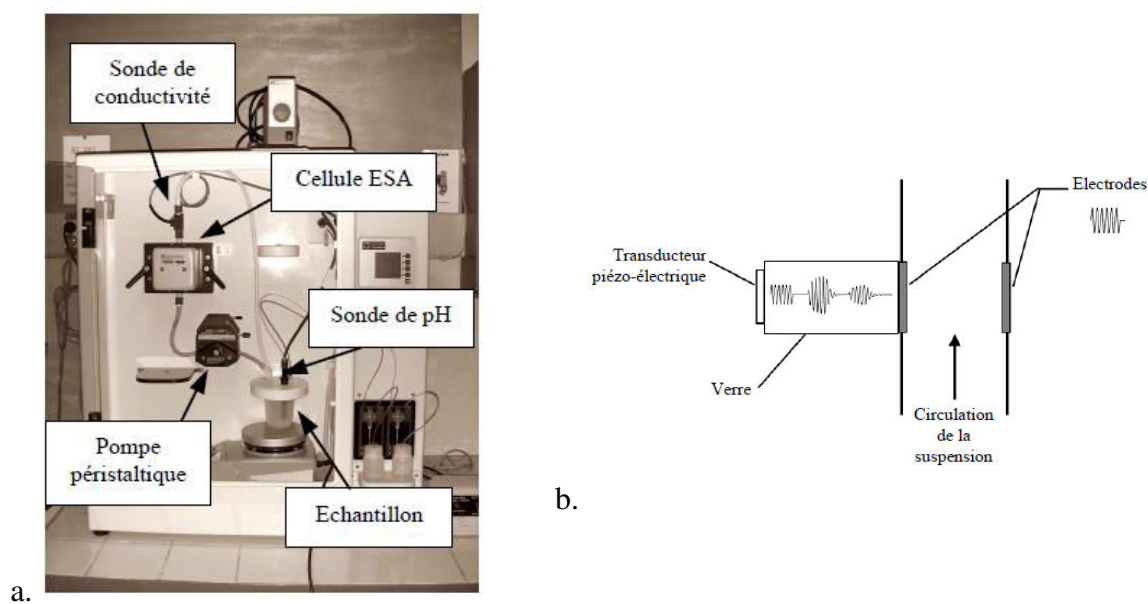 Sonde de
conductivité
Cellule ESA
Sonde de pH
Pompe
péristaltique
Echantillon
a.
Electrodes
Transducteur
piézo-électrique
Verre
Circulation
de la
suspension
b.